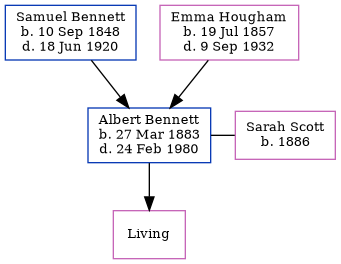 Samuel Bennett
b. 10 Sep 1848
d. 18 Jun 1920
Emma Hougham
b. 19 Jul 1857
d. 9 Sep 1932
Albert Bennett
b. 27 Mar 1883
d. 24 Feb 1980
Sarah Scott
b. 1886
Living